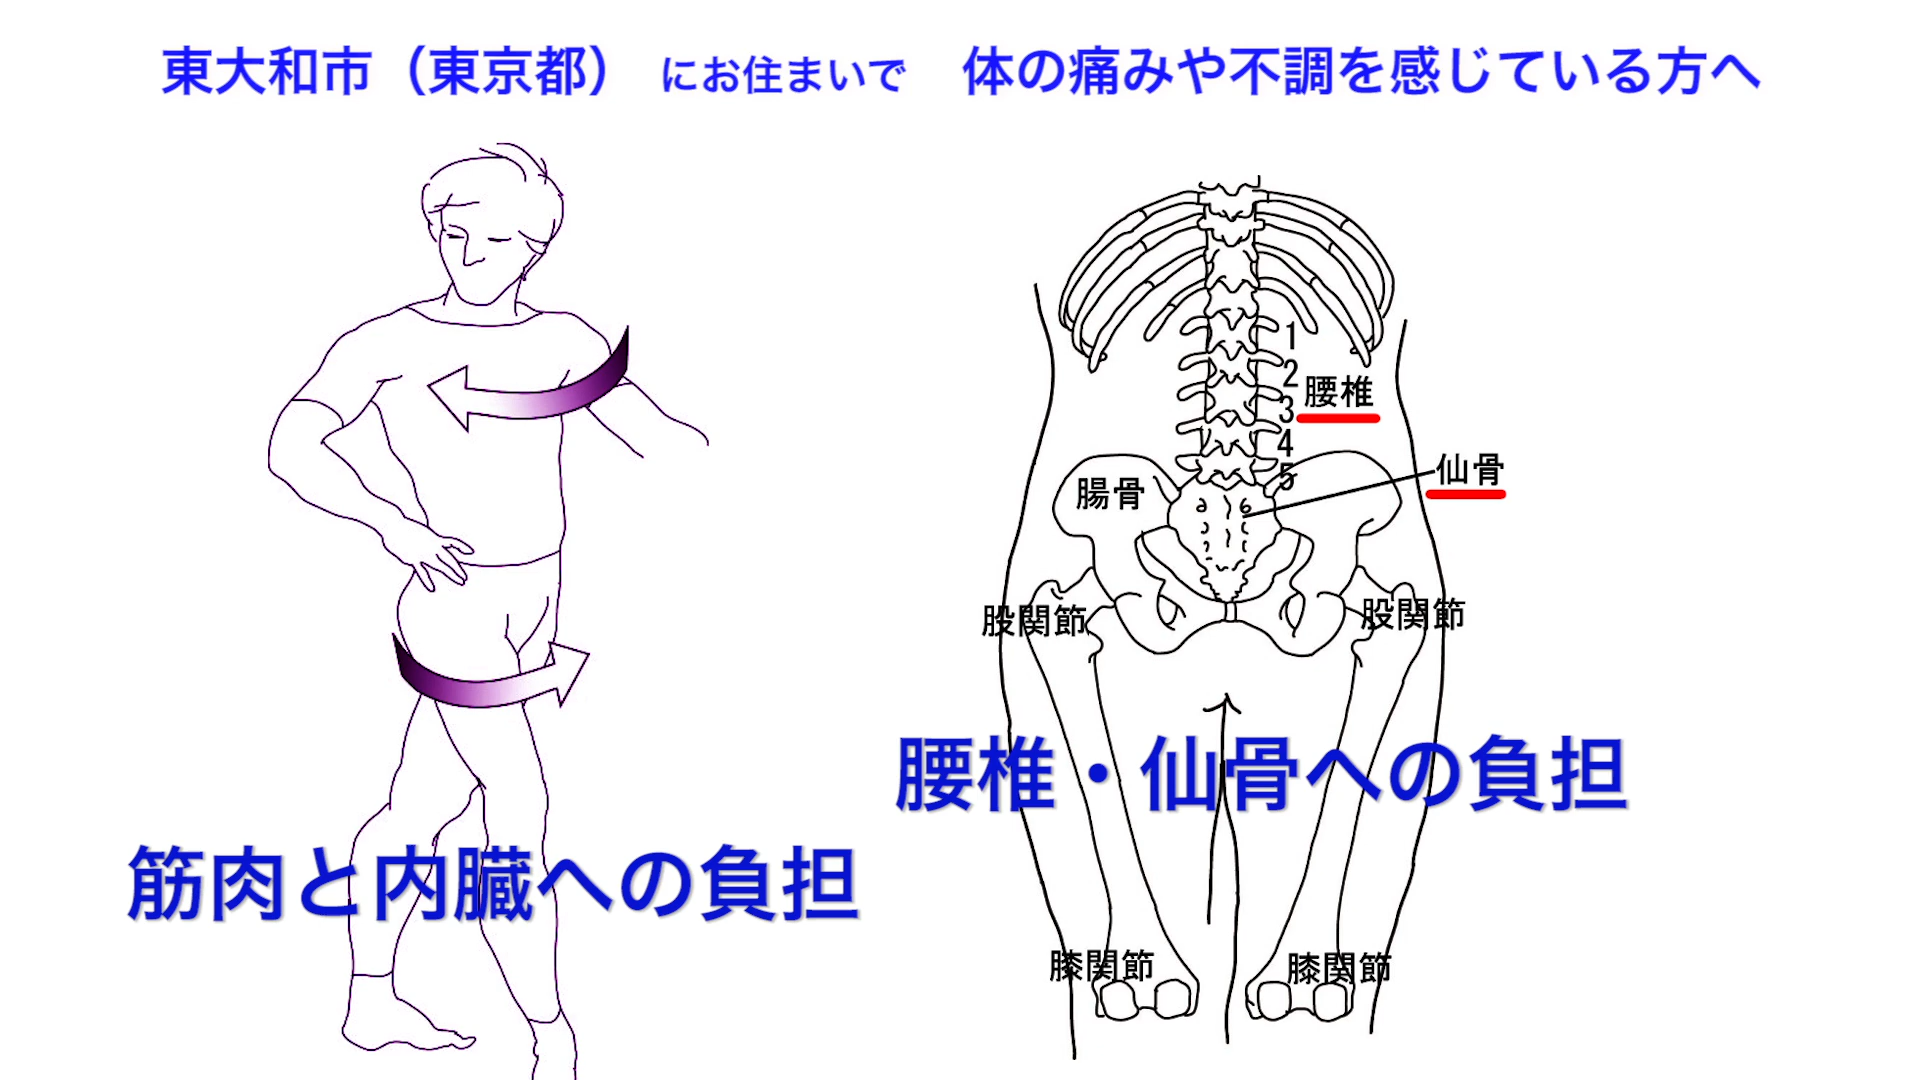 東大和市（東京都） にお住まいで 体の痛みや不調を感じている方へ
1
2
腰椎
3
4
5
仙骨
腸骨
股関節
股関節
腰椎・仙骨への負担
筋肉と内臓への負担
膝関節
膝関節